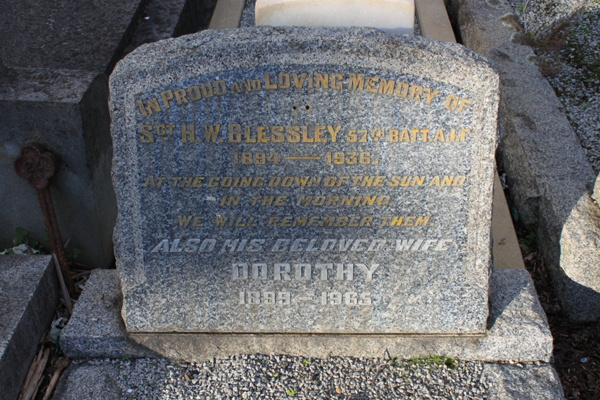 IN PROUD AND LOVING MEMORY OF
SGT H.W. BLESSLEY 57TH BATT. A.I.F.
1894 — 1936.
AT THE GOING DOWN OF THE SUN AND
IN THE MORNING
WE WILL REMEMBER THEM.
ALSO HIS BELOVED WIFE
DOROTHY
1899 — 1965.